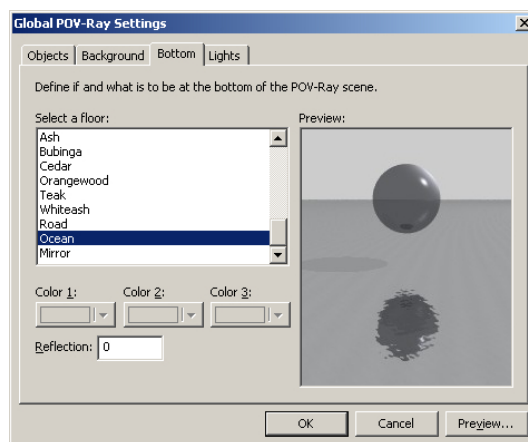 Global POV-Ray Settings
Objects Background Bottom Lights
Define if and what is to be at the bottom of the POV-Ray scene.
Select a floor: Preview:
Ash
Bubinga
Cedar
Orangewood
Teak
Whiteash
Road
Ocean
Mirror
Color 1: Color 2: Color 3:
Reflection: 0
OK Cancel Preview...